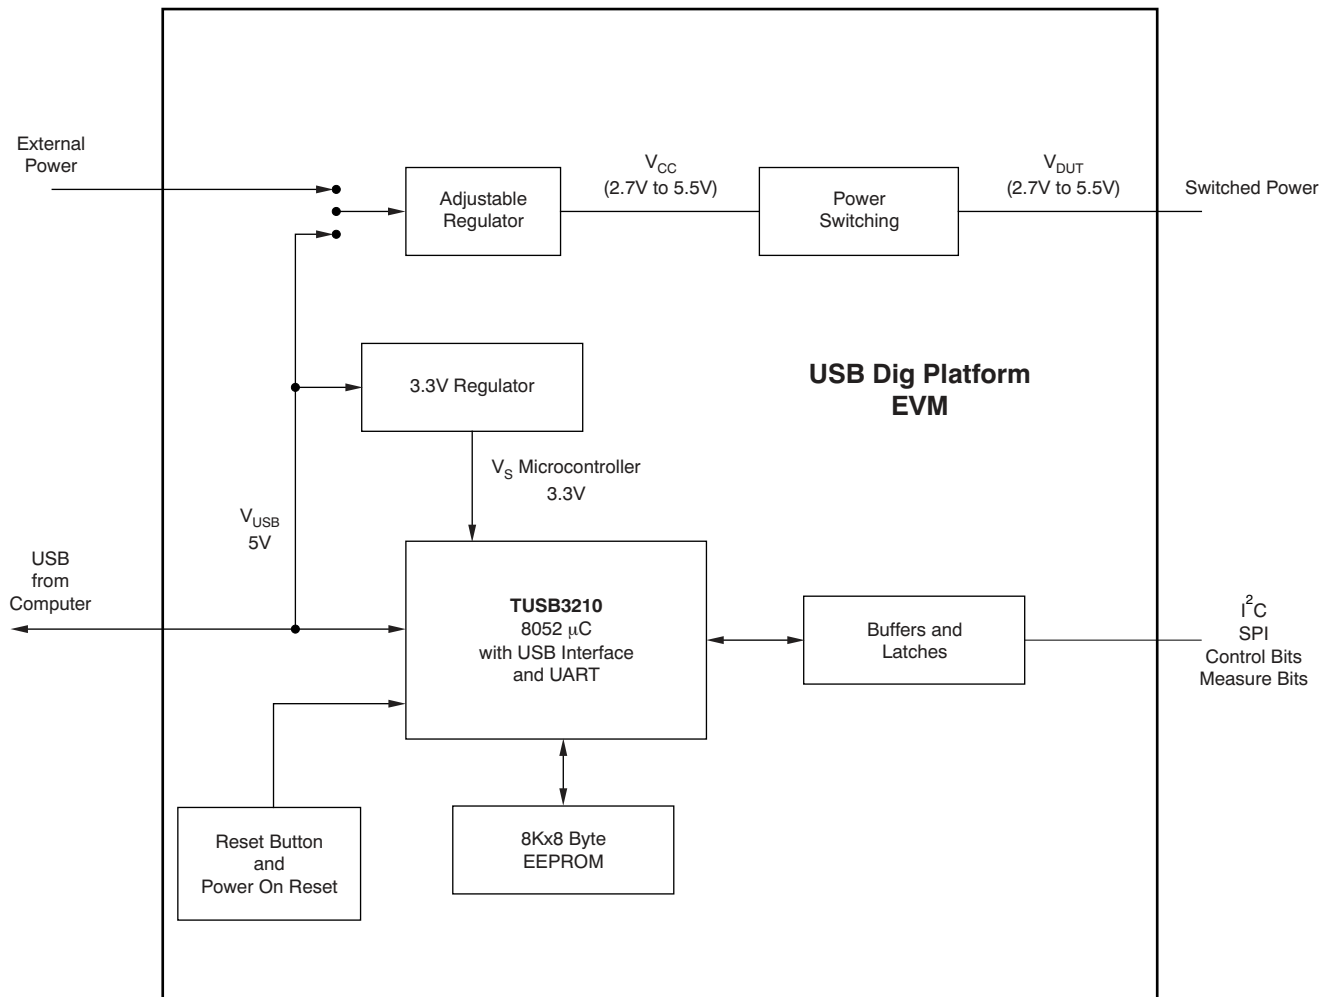 External
Power
Adjustable
Regulator
V_CC
(2.7V to 5.5V)
Power
Switching
V_DUT
(2.7V to 5.5V)
Switched Power
3.3V Regulator
USB Dig Platform
EVM
V_S Microcontroller
3.3V
V_USB
5V
USB
from
Computer
TUSB3210
8052 μC
with USB Interface
and UART
Buffers and
Latches
I²C
SPI
Control Bits
Measure Bits
Reset Button
and
Power On Reset
8Kx8 Byte
EEPROM